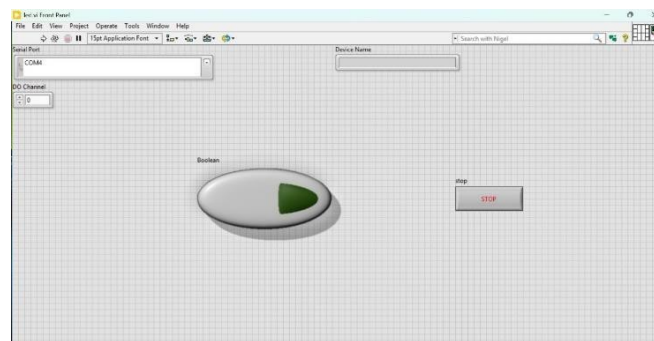 led.vi Front Panel
File Edit View Project Operate Tools Window Help
15pt Application Font
Search with Nigel
Serial Port
COM4
Device Name
DO Channel
0
Boolean
stop
STOP